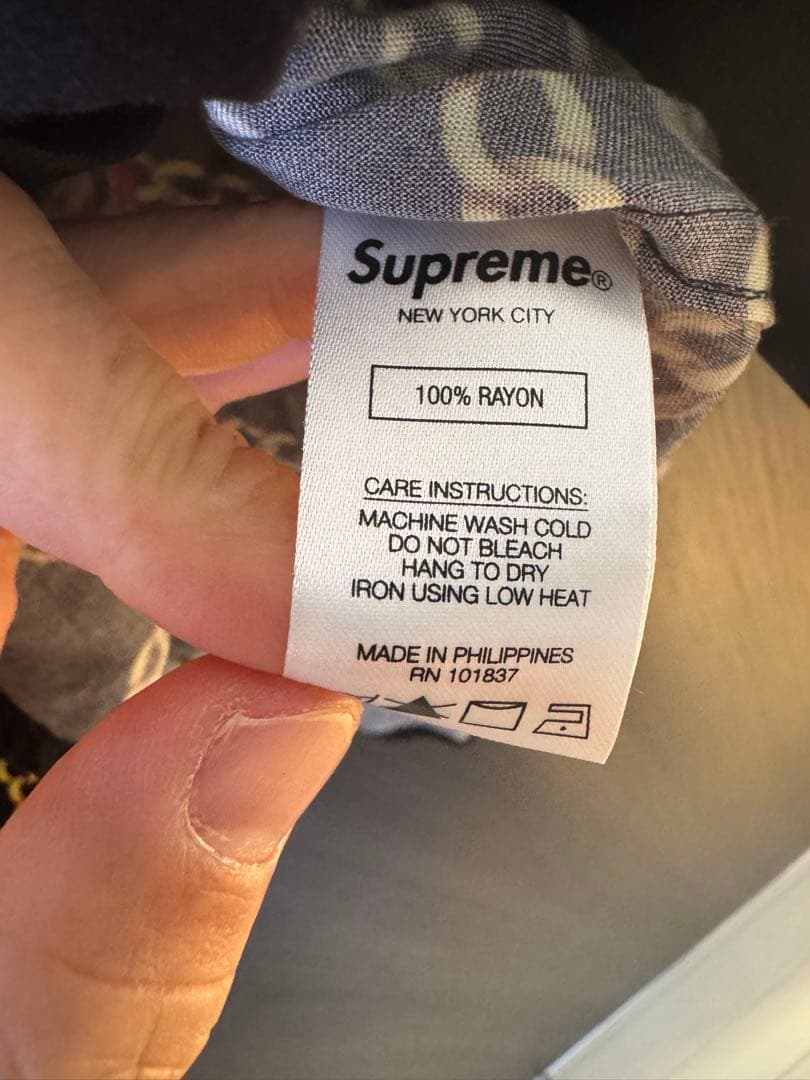 Supreme®
NEW YORK CITY
100% RAYON
CARE INSTRUCTIONS:
MACHINE WASH COLD
DO NOT BLEACH
HANG TO DRY
IRON USING LOW HEAT
MADE IN PHILIPPINES
RN 101837